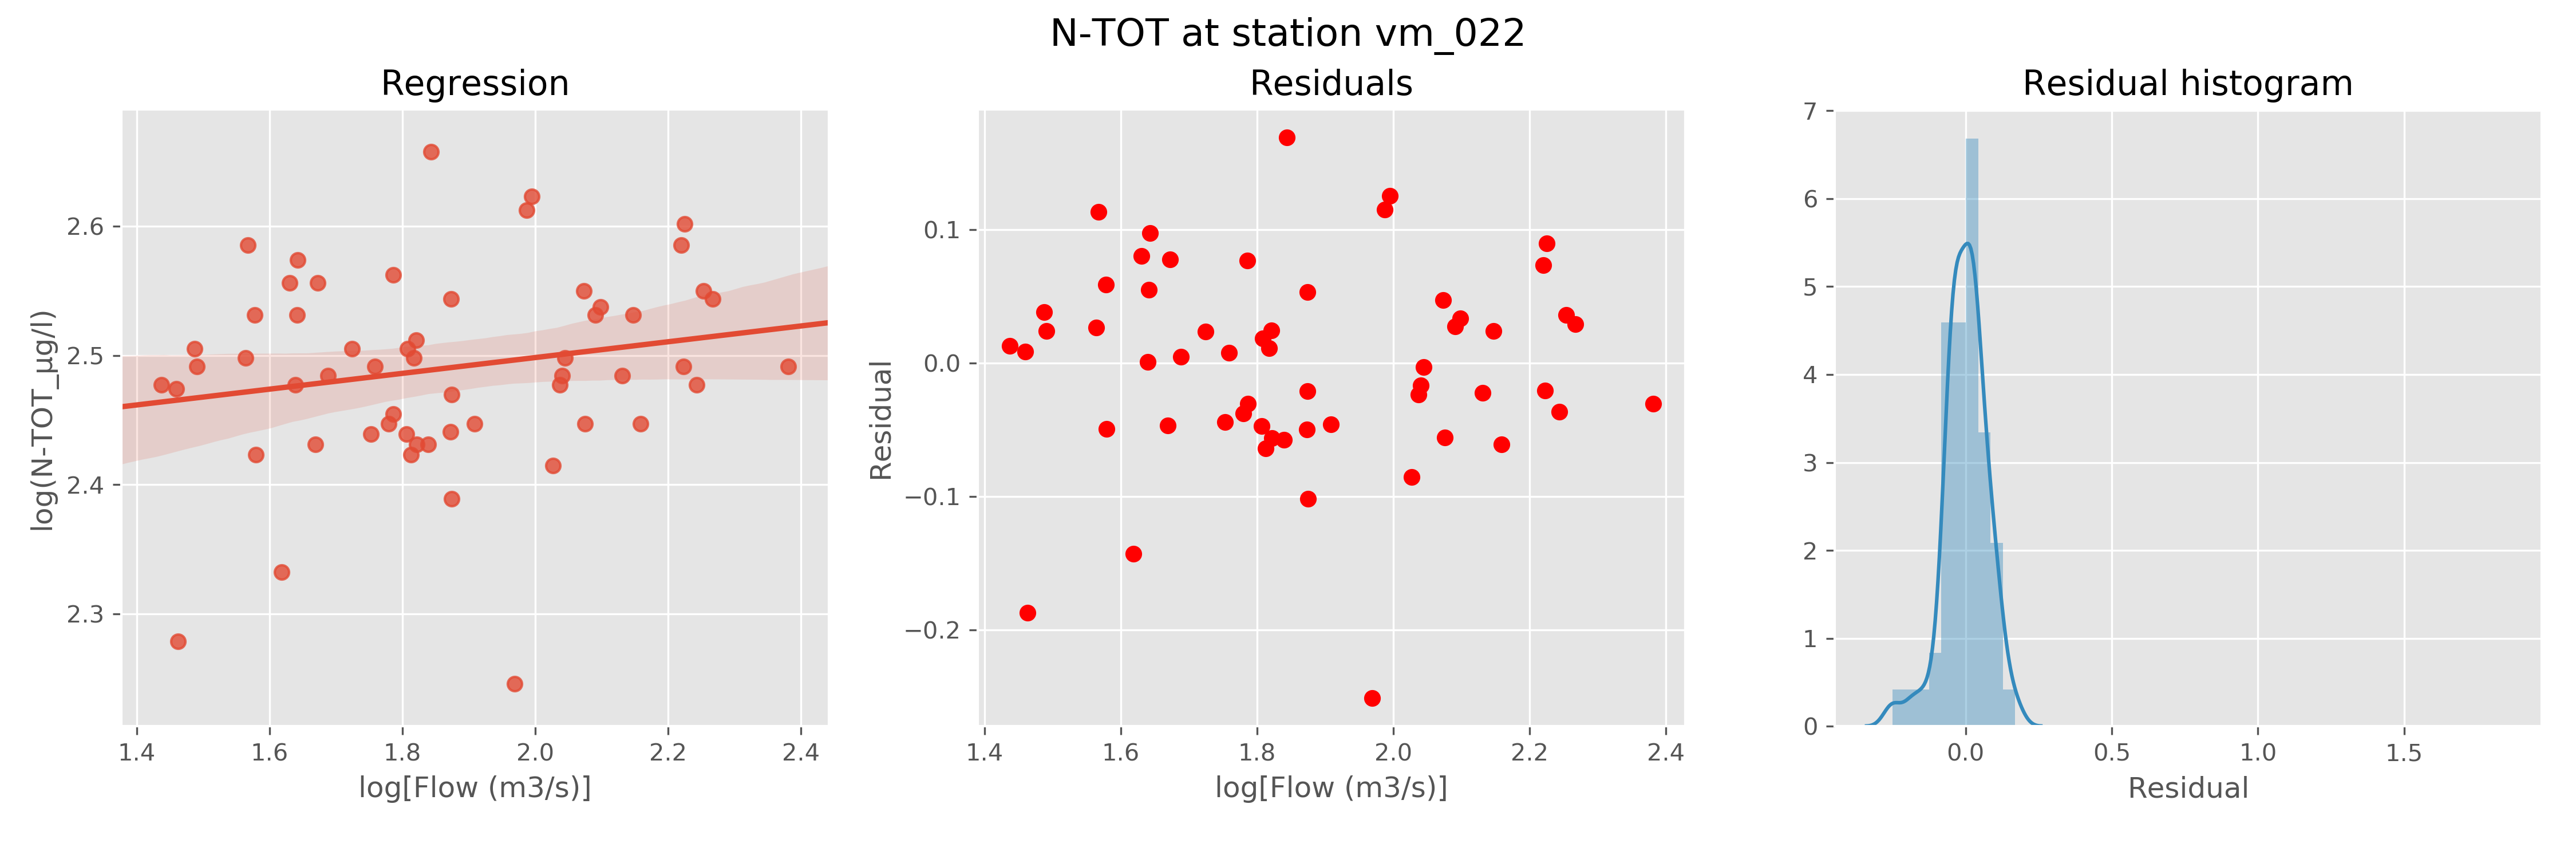 N-TOT at station vm_022
Regression
log(N-TOT_µg/l)
2.6
2.5
2.4
2.3
1.4 1.6 1.8 2.0 2.2 2.4
log[Flow (m3/s)]
Residuals
Residual
0.1
0.0
−0.1
−0.2
1.4 1.6 1.8 2.0 2.2 2.4
log[Flow (m3/s)]
Residual histogram
7
6
5
4
3
2
1
0
0.0 0.5 1.0 1.5
Residual